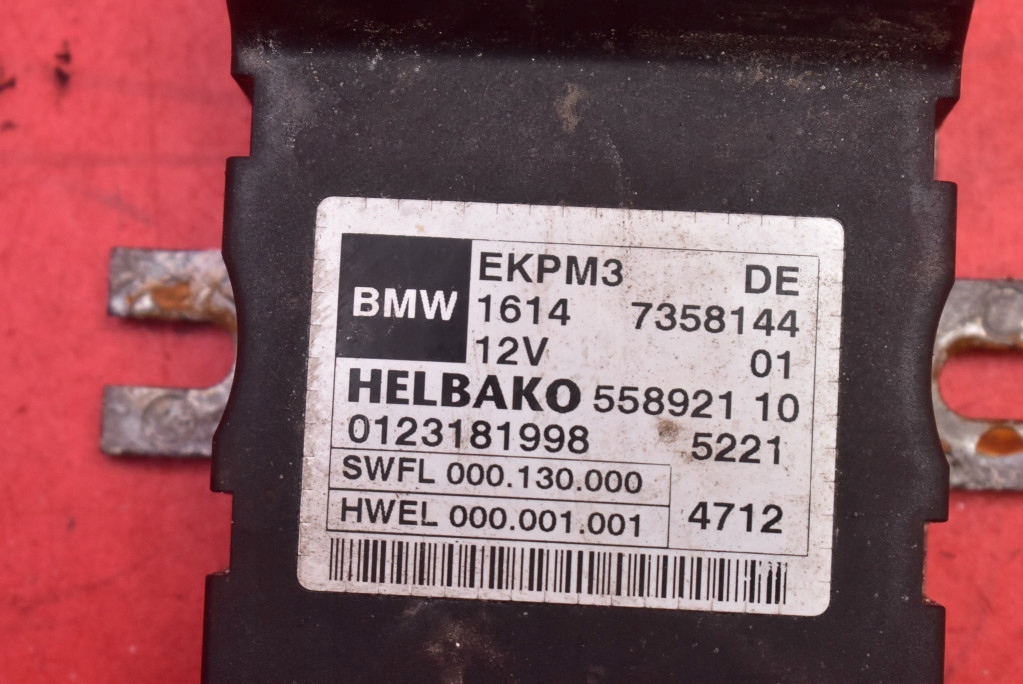 BMW EKPM3 DE
1614 7358144
12V 01
HELBAKO 558921 10
0123181998 5221
SWFL 000.130.000
HWEL 000.001.001 4712